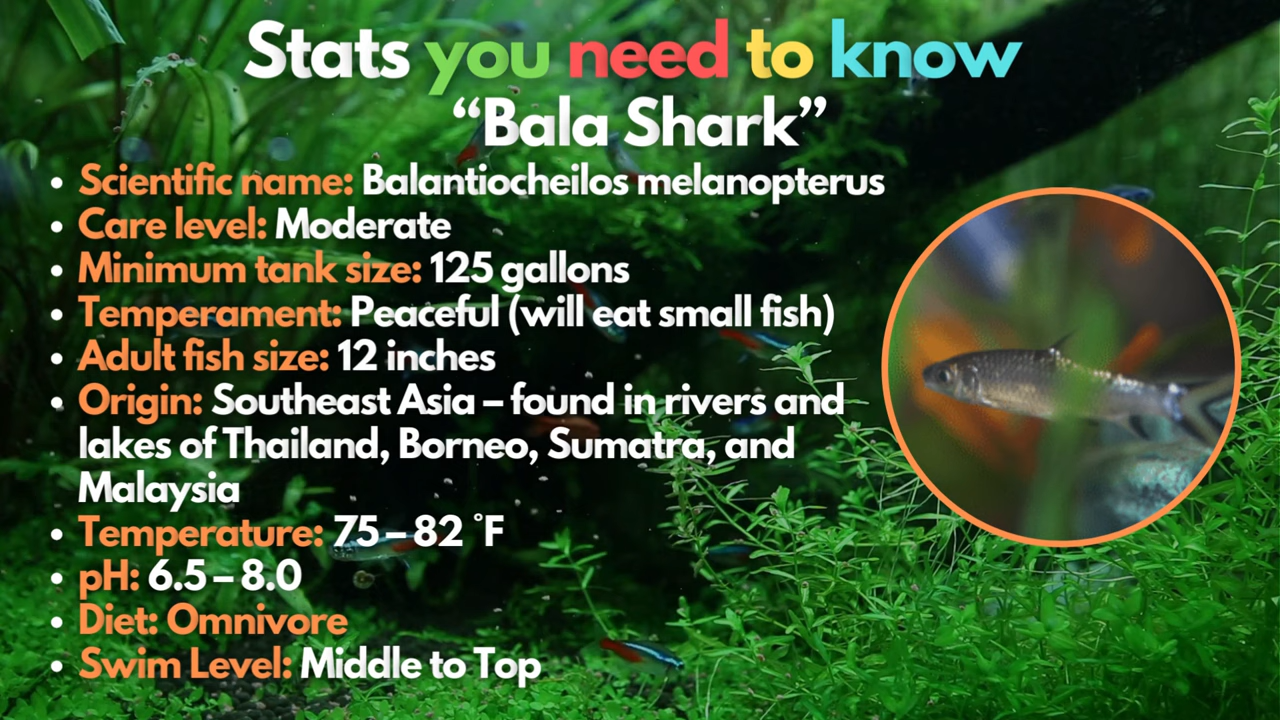 Stats you need to know
“Bala Shark”
• Scientific name: Balantiocheilos melanopterus
• Care level: Moderate
• Minimum tank size: 125 gallons
• Temperament: Peaceful (will eat small fish)
• Adult fish size: 12 inches
• Origin: Southeast Asia – found in rivers and
lakes of Thailand, Borneo, Sumatra, and
Malaysia
• Temperature: 75 – 82 °F
• pH: 6.5 – 8.0
• Diet: Omnivore
• Swim Level: Middle to Top